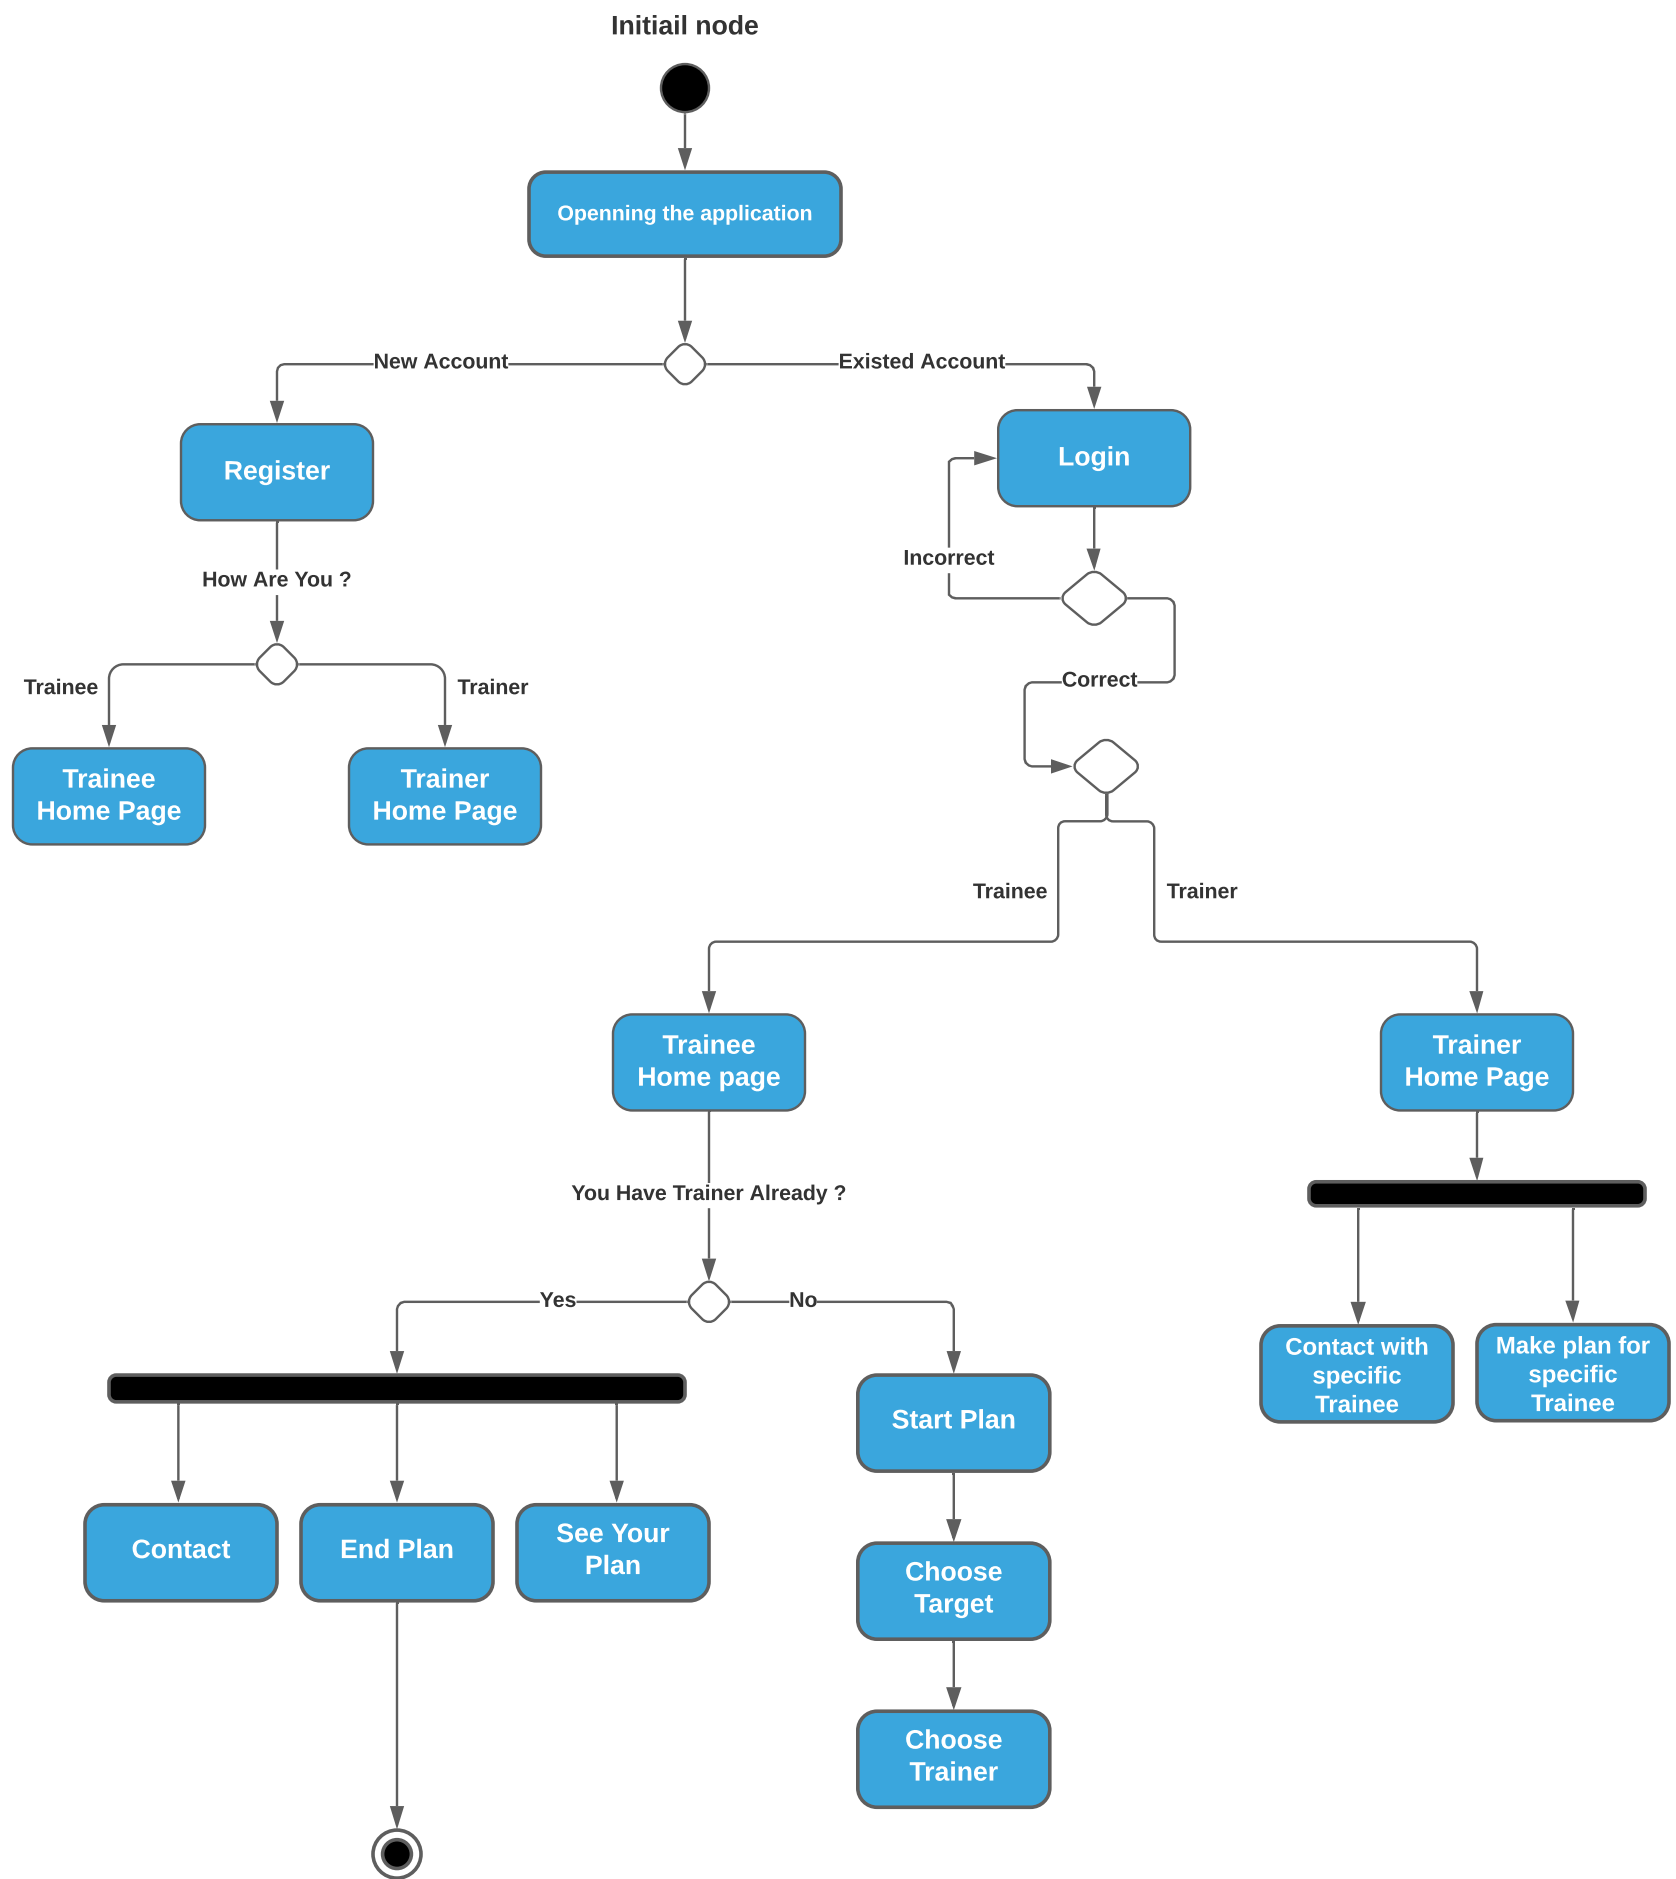 Initiail node
Openning the application
New Account
Existed Account
Register
Login
Incorrect
How Are You ?
Correct
Trainee
Trainer
Trainee
Home Page
Trainer
Home Page
Trainee
Trainer
Trainee
Home page
Trainer
Home Page
You Have Trainer Already ?
Yes
No
Contact with
specific
Trainee
Make plan for
specific
Trainee
Start Plan
Contact
End Plan
See Your
Plan
Choose
Target
Choose
Trainer